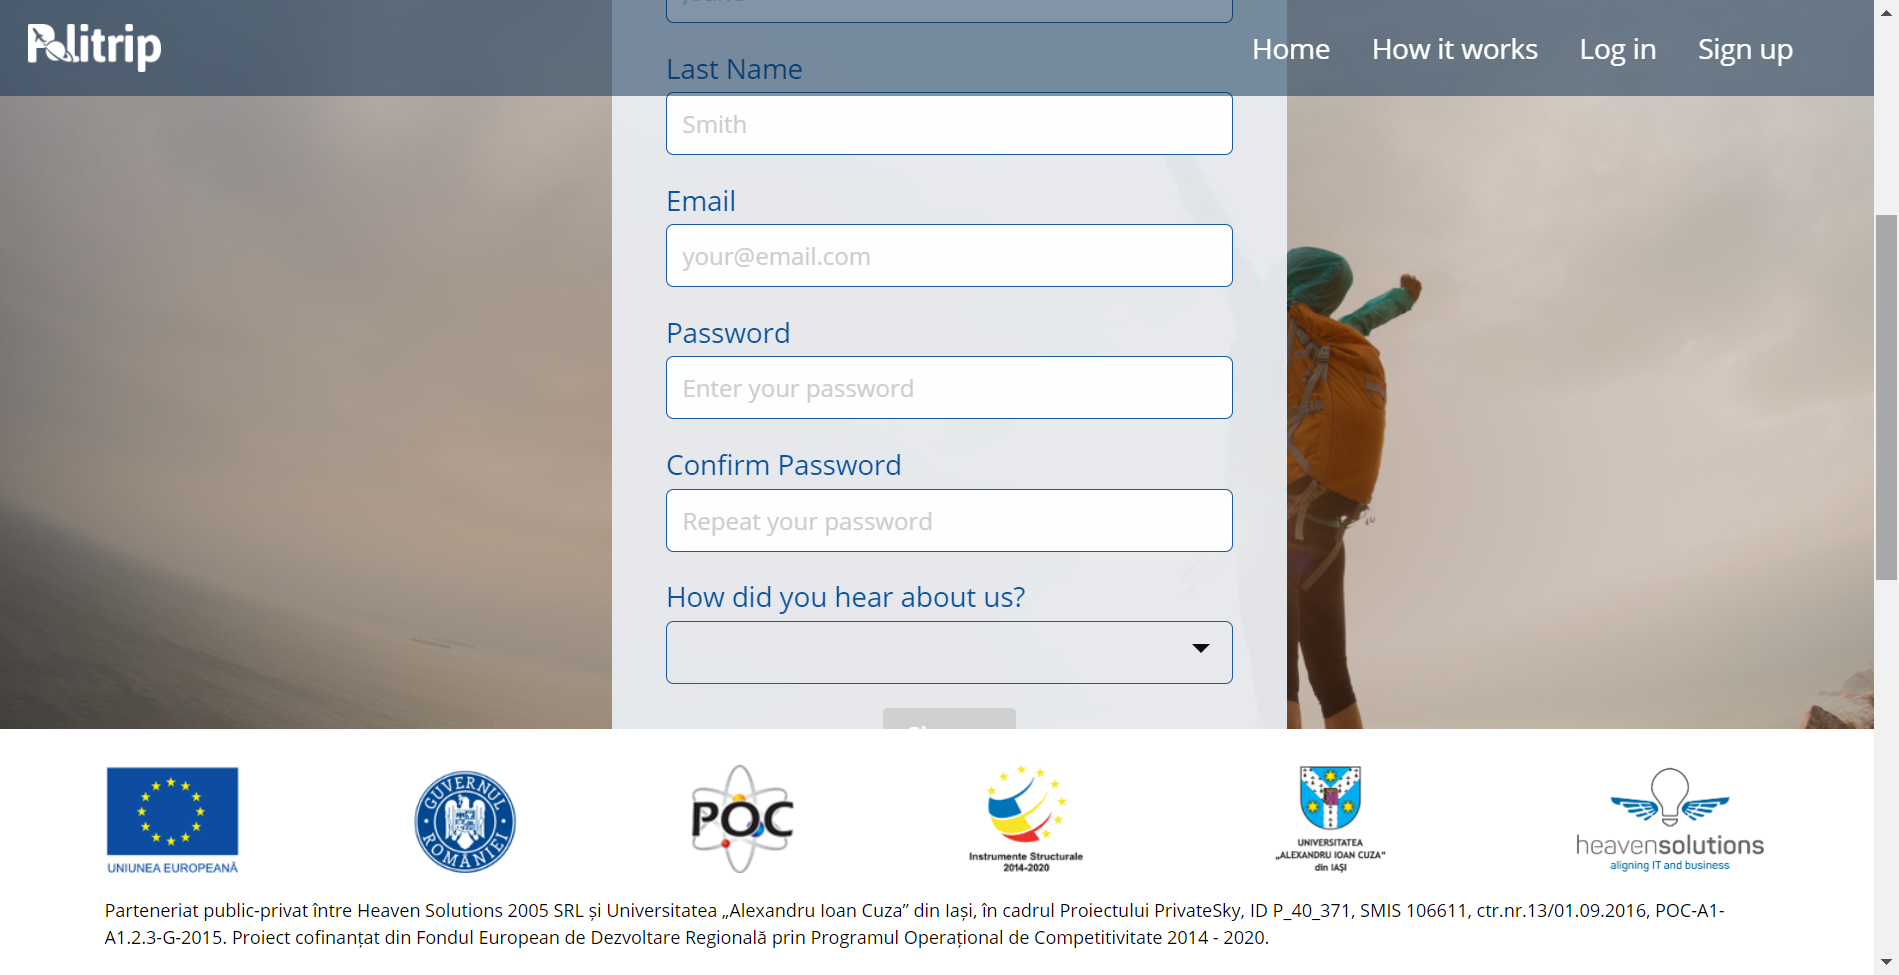 Politrip
Home How it works Log in Sign up
Last Name
Smith
Email
your@email.com
Password
Enter your password
Confirm Password
Repeat your password
How did you hear about us?
UNIUNEA EUROPEANĂ
GUVERNUL ROMÂNIEI
POC
Instrumente Structurale
2014-2020
UNIVERSITATEA
„ALEXANDRU IOAN CUZA”
din IAȘI
heavensolutions
aligning IT and business
Parteneriat public-privat între Heaven Solutions 2005 SRL și Universitatea „Alexandru Ioan Cuza” din Iași, în cadrul Proiectului PrivateSky, ID P_40_371, SMIS 106611, ctr.nr.13/01.09.2016, POC-A1-
A1.2.3-G-2015. Proiect cofinanțat din Fondul European de Dezvoltare Regională prin Programul Operațional de Competitivitate 2014 - 2020.